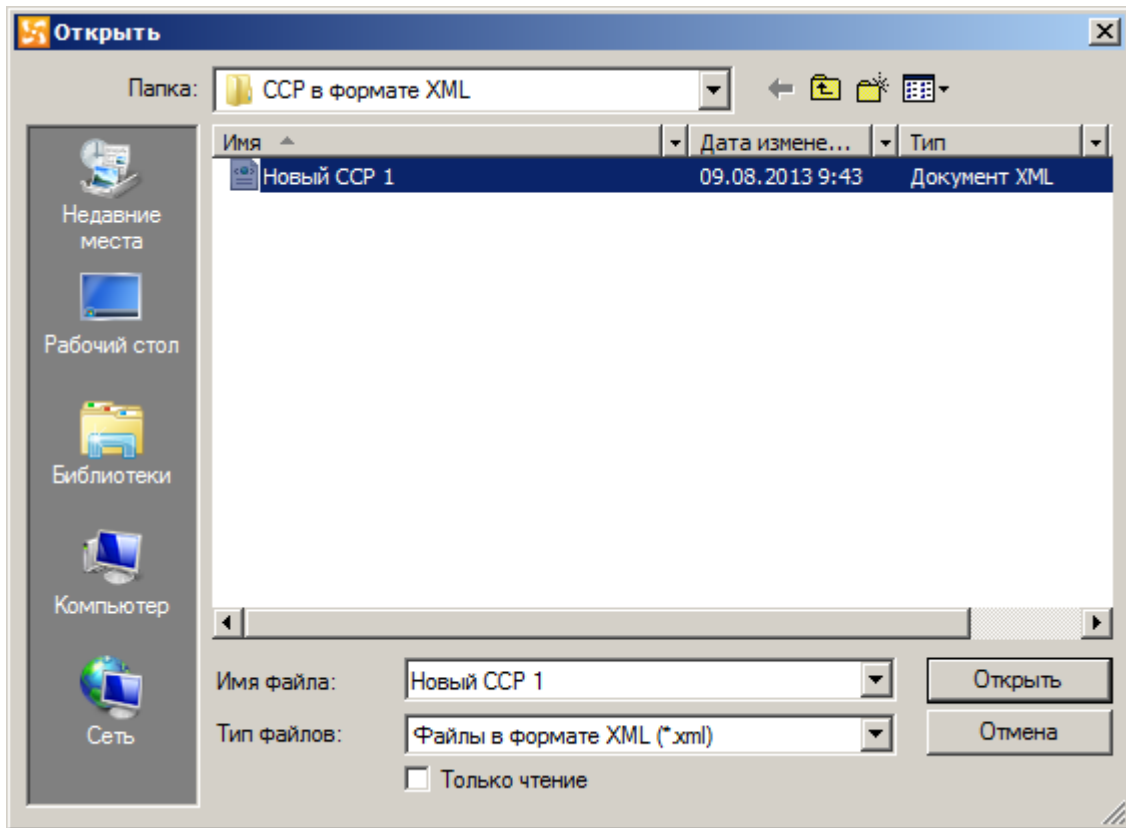 Открыть
Папка: ССР в формате XML
Имя Дата измене... Тип
Новый ССР 1 09.08.2013 9:43 Документ XML
Недавние
места
Рабочий стол
Библиотеки
Компьютер
Сеть
Имя файла: Новый ССР 1 Открыть
Тип файлов: Файлы в формате XML (*.xml) Отмена
Только чтение